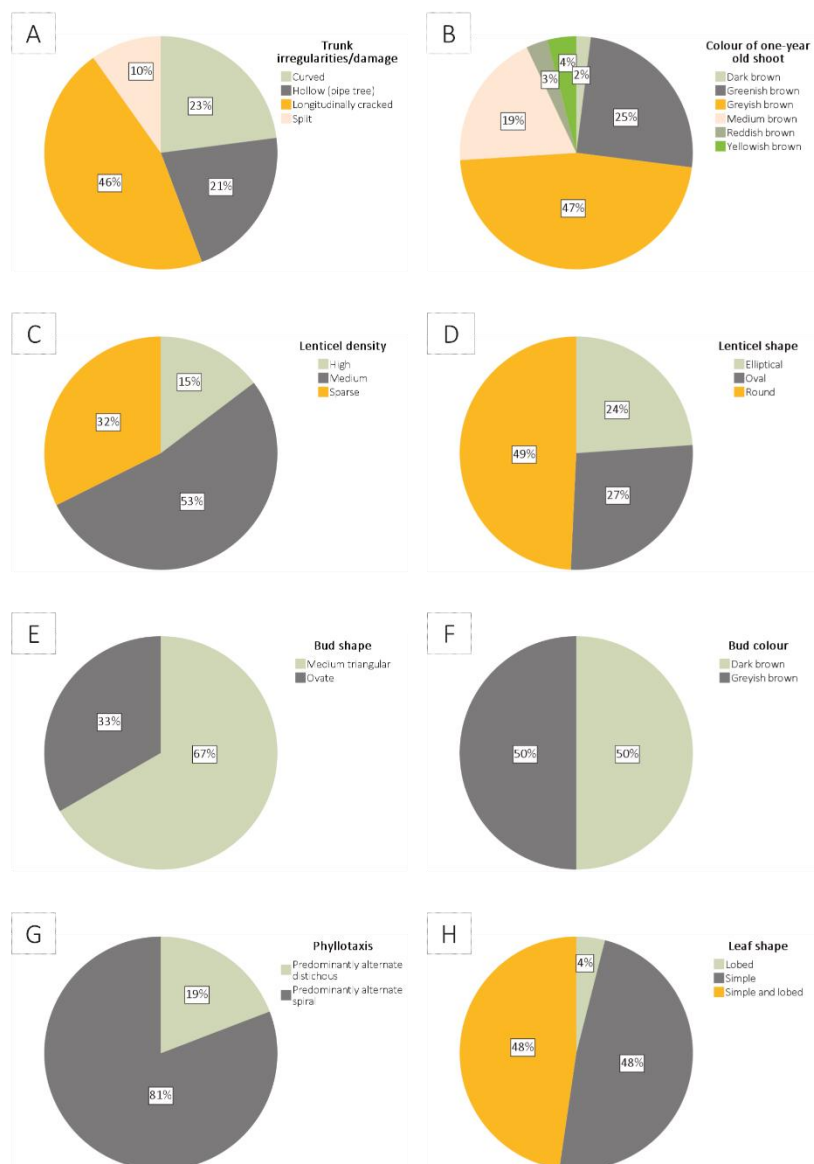 A
Trunk
irregularities/damage
Curved
Hollow (pipe tree)
Longitudinally cracked
Split
10%
23%
46%
21%
B
Colour of one-year
old shoot
Dark brown
Greenish brown
Greyish brown
Medium brown
Reddish brown
Yellowish brown
4%
2%
3%
25%
19%
47%
C
Lenticel density
High
Medium
Sparse
15%
32%
53%
D
Lenticel shape
Elliptical
Oval
Round
24%
49%
27%
E
Bud shape
Medium triangular
Ovate
33%
67%
F
Bud colour
Dark brown
Greyish brown
50%
50%
G
Phyllotaxis
Predominantly alternate
distichous
Predominantly alternate
spiral
19%
81%
H
Leaf shape
Lobed
Simple
Simple and lobed
4%
48%
48%